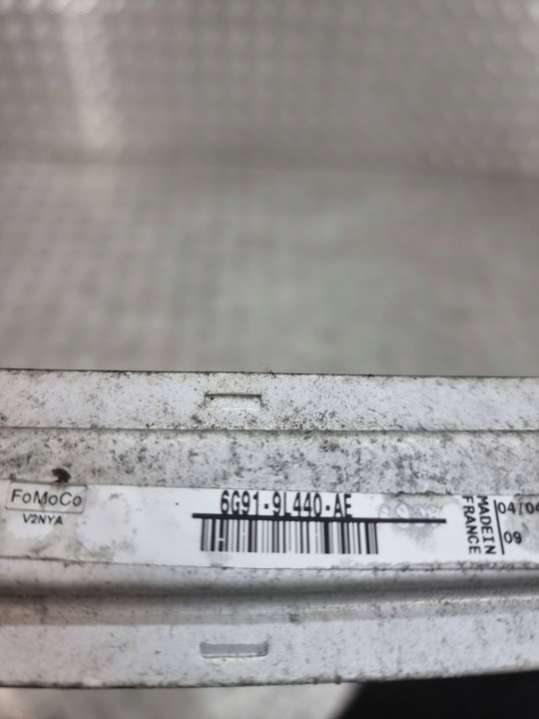 FoMoCo
V2NYA
6G91-9L440-AE
MADE IN
FRANCE
04/04
09